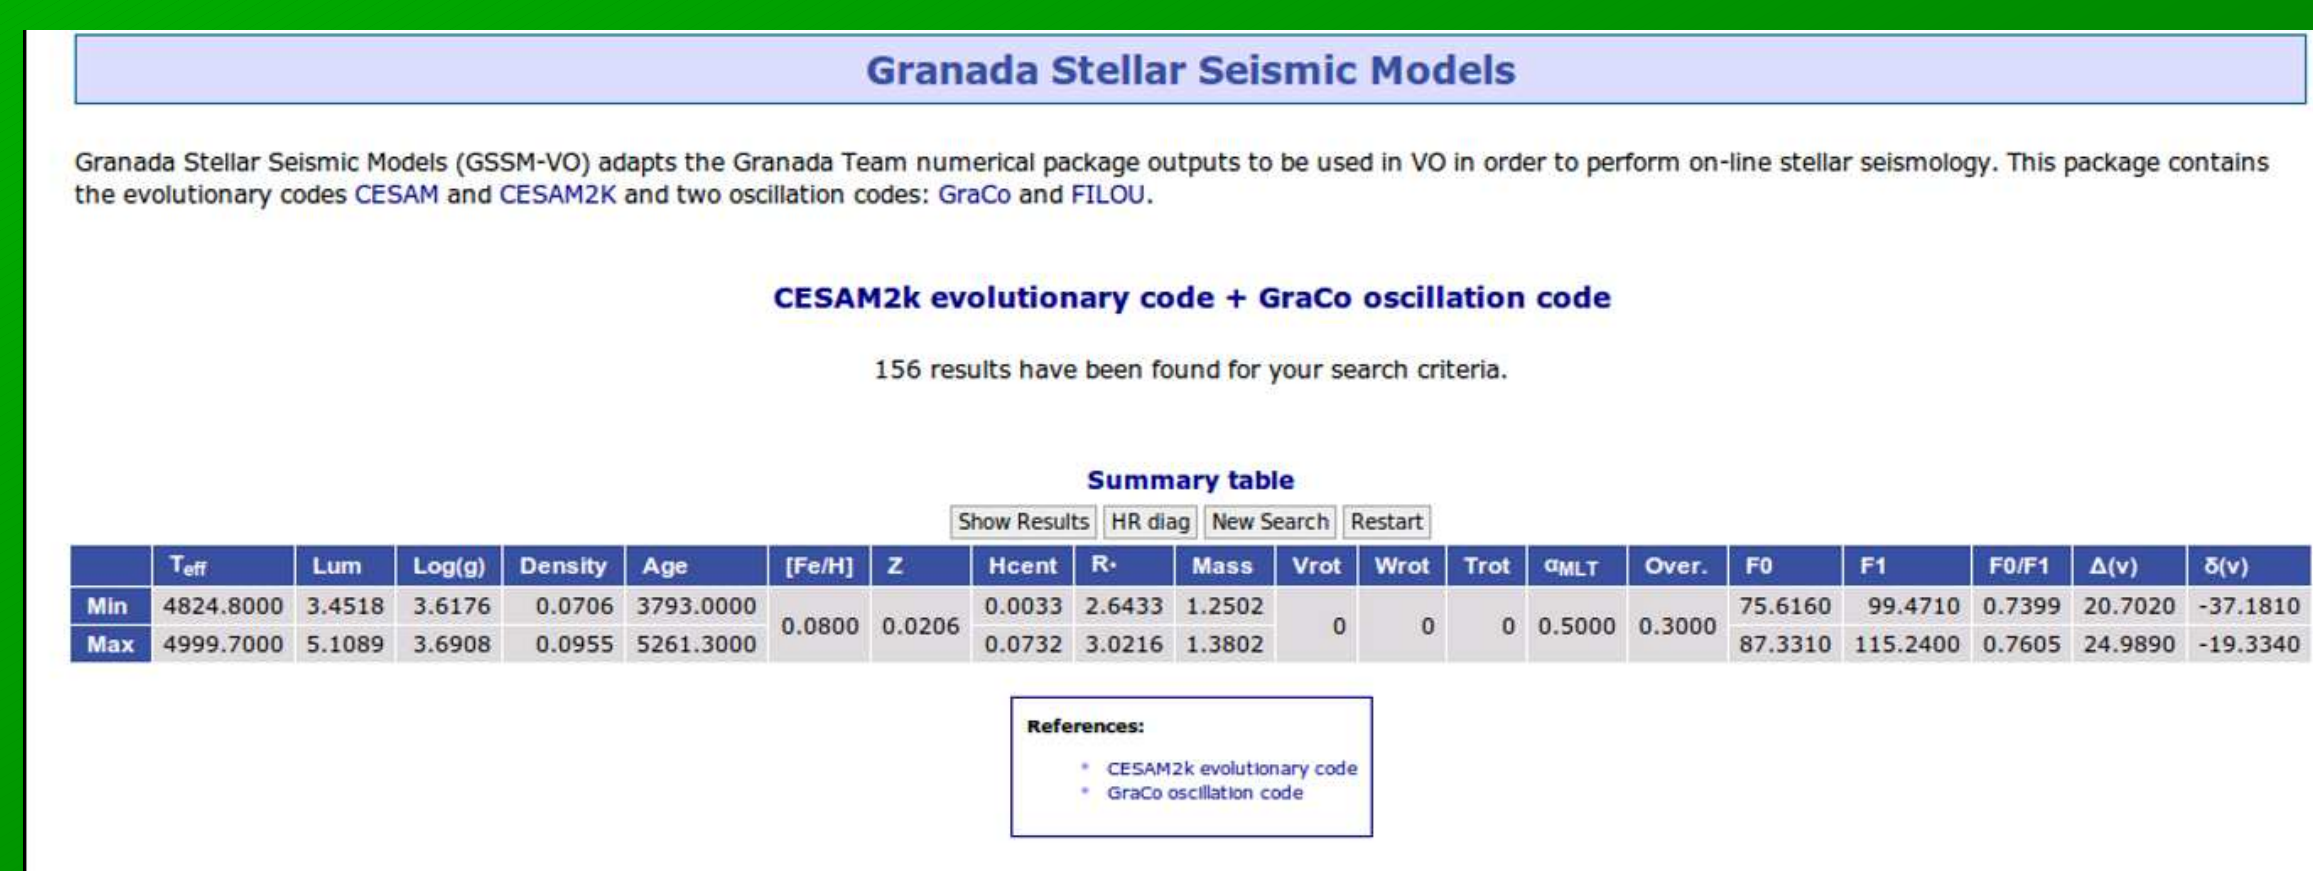 Granada Stellar Seismic Models
Granada Stellar Seismic Models (GSSM-VO) adapts the Granada Team numerical package outputs to be used in VO in order to perform on-line stellar seismology. This package contains
the evolutionary codes CESAM and CESAM2K and two oscillation codes: GraCo and FILOU.
CESAM2k evolutionary code + GraCo oscillation code
156 results have been found for your search criteria.
Summary table
Show Results HR diag New Search Restart
Teff Lum Log(g) Density Age [Fe/H] Z Hcent R* Mass Vrot Wrot Trot αMLT Over. F0 F1 F0/F1 Δ(ν) δ(ν)
Min 4824.8000 3.4518 3.6176 0.0706 3793.0000 0.0800 0.0206 0.0033 2.6433 1.2502 0 0 0 0.5000 0.3000 75.6160 99.4710 0.7399 20.7020 -37.1810
Max 4999.7000 5.1089 3.6908 0.0955 5261.3000 0.0732 3.0216 1.3802 87.3310 115.2400 0.7605 24.9890 -19.3340
References:
* CESAM2k evolutionary code
* GraCo oscillation code